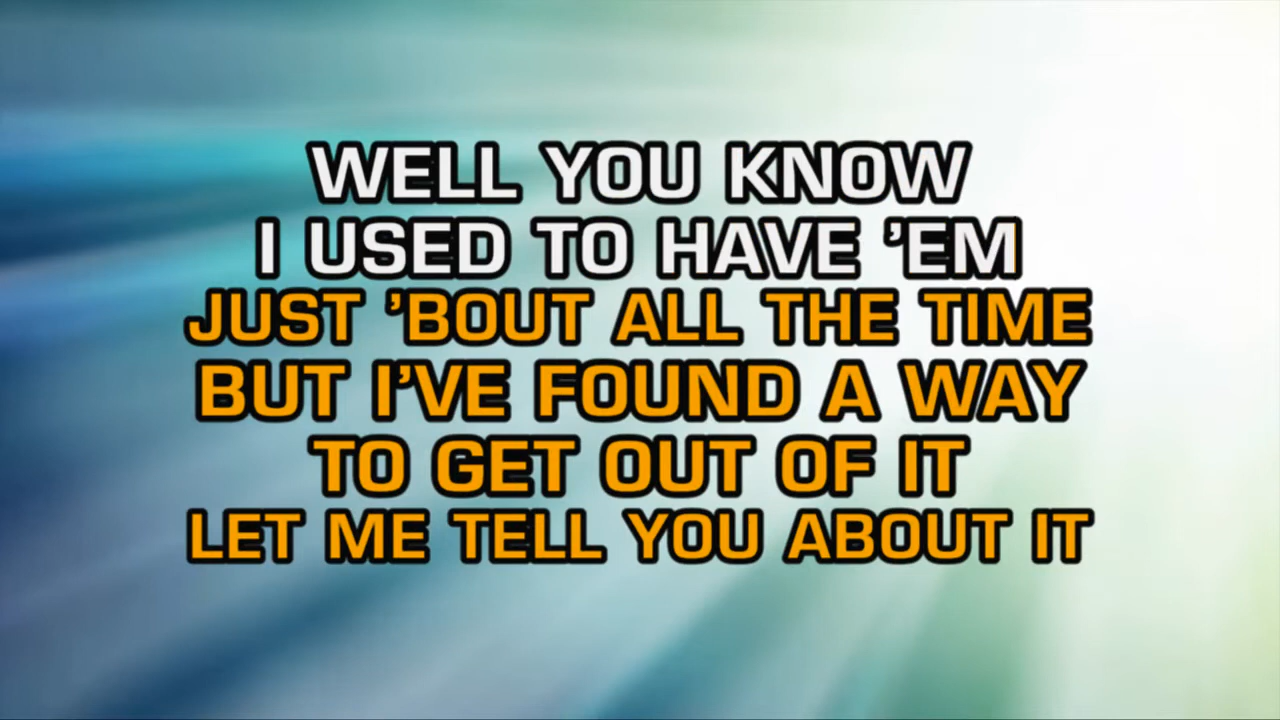 WELL YOU KNOW
I USED TO HAVE ’EM
JUST ’BOUT ALL THE TIME
BUT I’VE FOUND A WAY
TO GET OUT OF IT
LET ME TELL YOU ABOUT IT